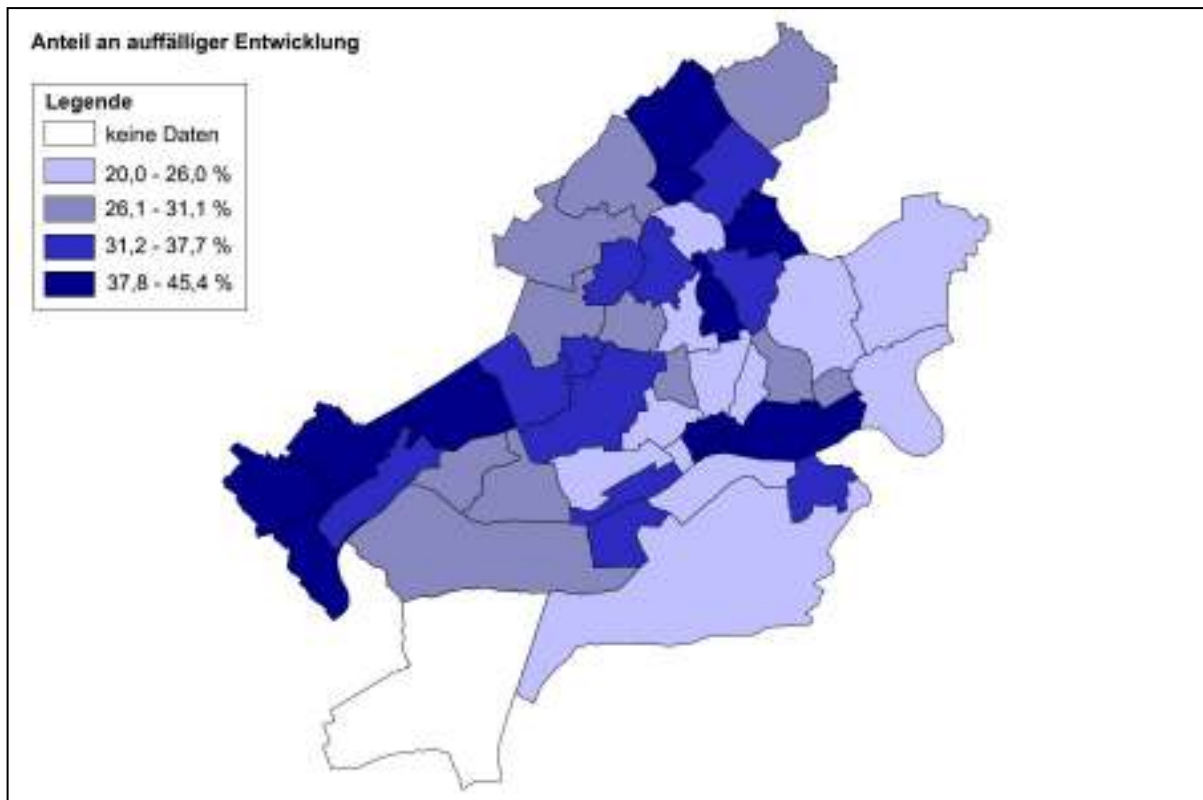 Anteil an auffälliger Entwicklung
Legende
keine Daten
20,0 - 26,0 %
26,1 - 31,1 %
31,2 - 37,7 %
37,8 - 45,4 %